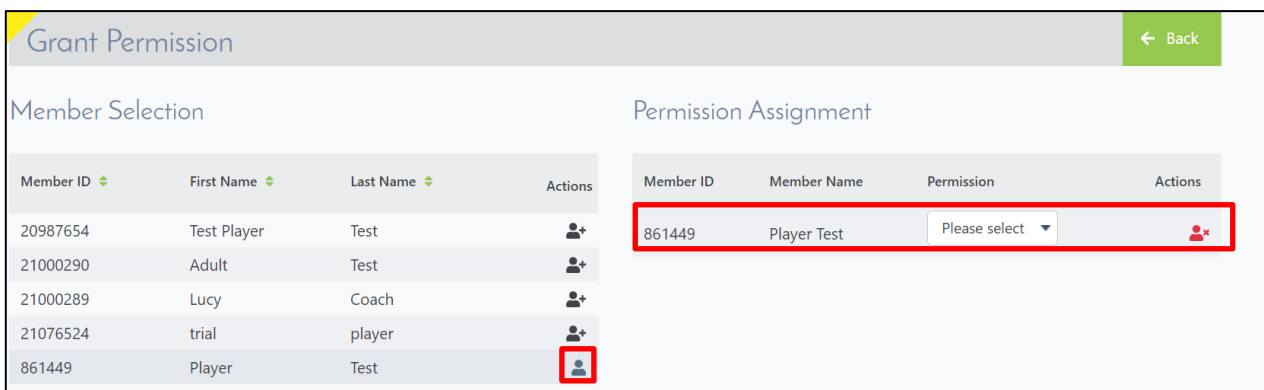 Grant Permission
Back
Member Selection
Member ID First Name Last Name Actions
20987654 Test Player Test
21000290 Adult Test
21000289 Lucy Coach
21076524 trial player
861449 Player Test
Permission Assignment
Member ID Member Name Permission Actions
861449 Player Test Please select